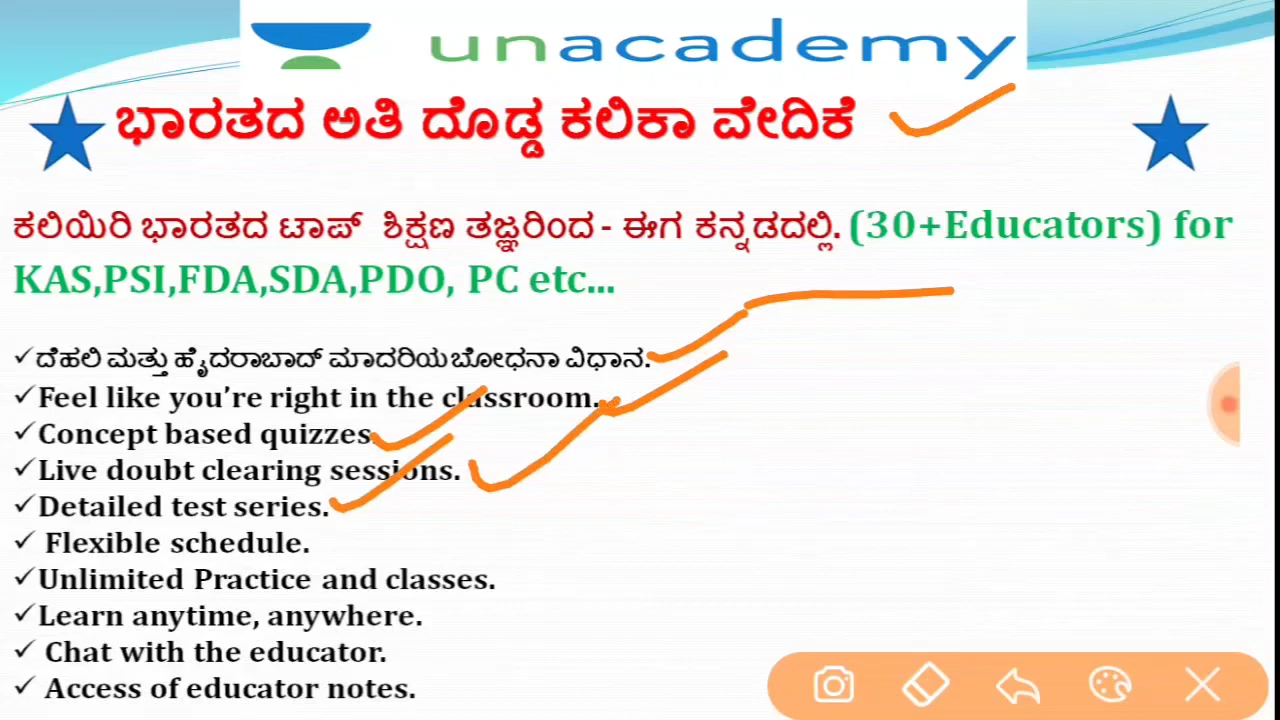 unacademy
ಭಾರತದ ಅತಿ ದೊಡ್ಡ ಕಲಿಕಾ ವೇದಿಕೆ
ಕಲಿಯಿರಿ ಭಾರತದ ಟಾಪ್ ಶಿಕ್ಷಣ ತಜ್ಞರಿಂದ - ಈಗ ಕನ್ನಡದಲ್ಲಿ. (30+Educators) for
KAS,PSI,FDA,SDA,PDO, PC etc...
✓ದೆಹಲಿ ಮತ್ತು ಹೈದರಾಬಾದ್ ಮಾದರಿಯ ಬೋಧನಾ ವಿಧಾನ.
✓Feel like you’re right in the classroom.
✓Concept based quizzes.
✓Live doubt clearing sessions.
✓Detailed test series.
✓ Flexible schedule.
✓Unlimited Practice and classes.
✓Learn anytime, anywhere.
✓ Chat with the educator.
✓ Access of educator notes.